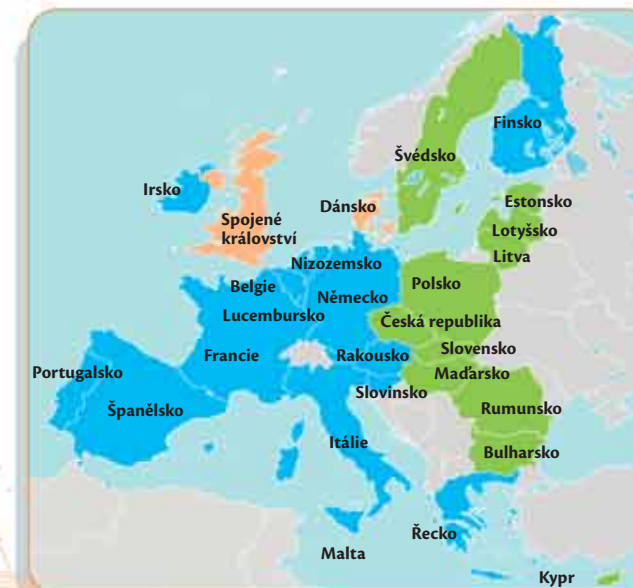 Finsko
Švédsko
Irsko
Dánsko
Estonsko
Spojené
království
Lotyšsko
Litva
Nizozemsko
Belgie
Německo
Polsko
Lucembursko
Česká republika
Francie
Rakousko
Slovensko
Portugalsko
Maďarsko
Slovinsko
Španělsko
Rumunsko
Itálie
Bulharsko
Řecko
Malta
Kypr